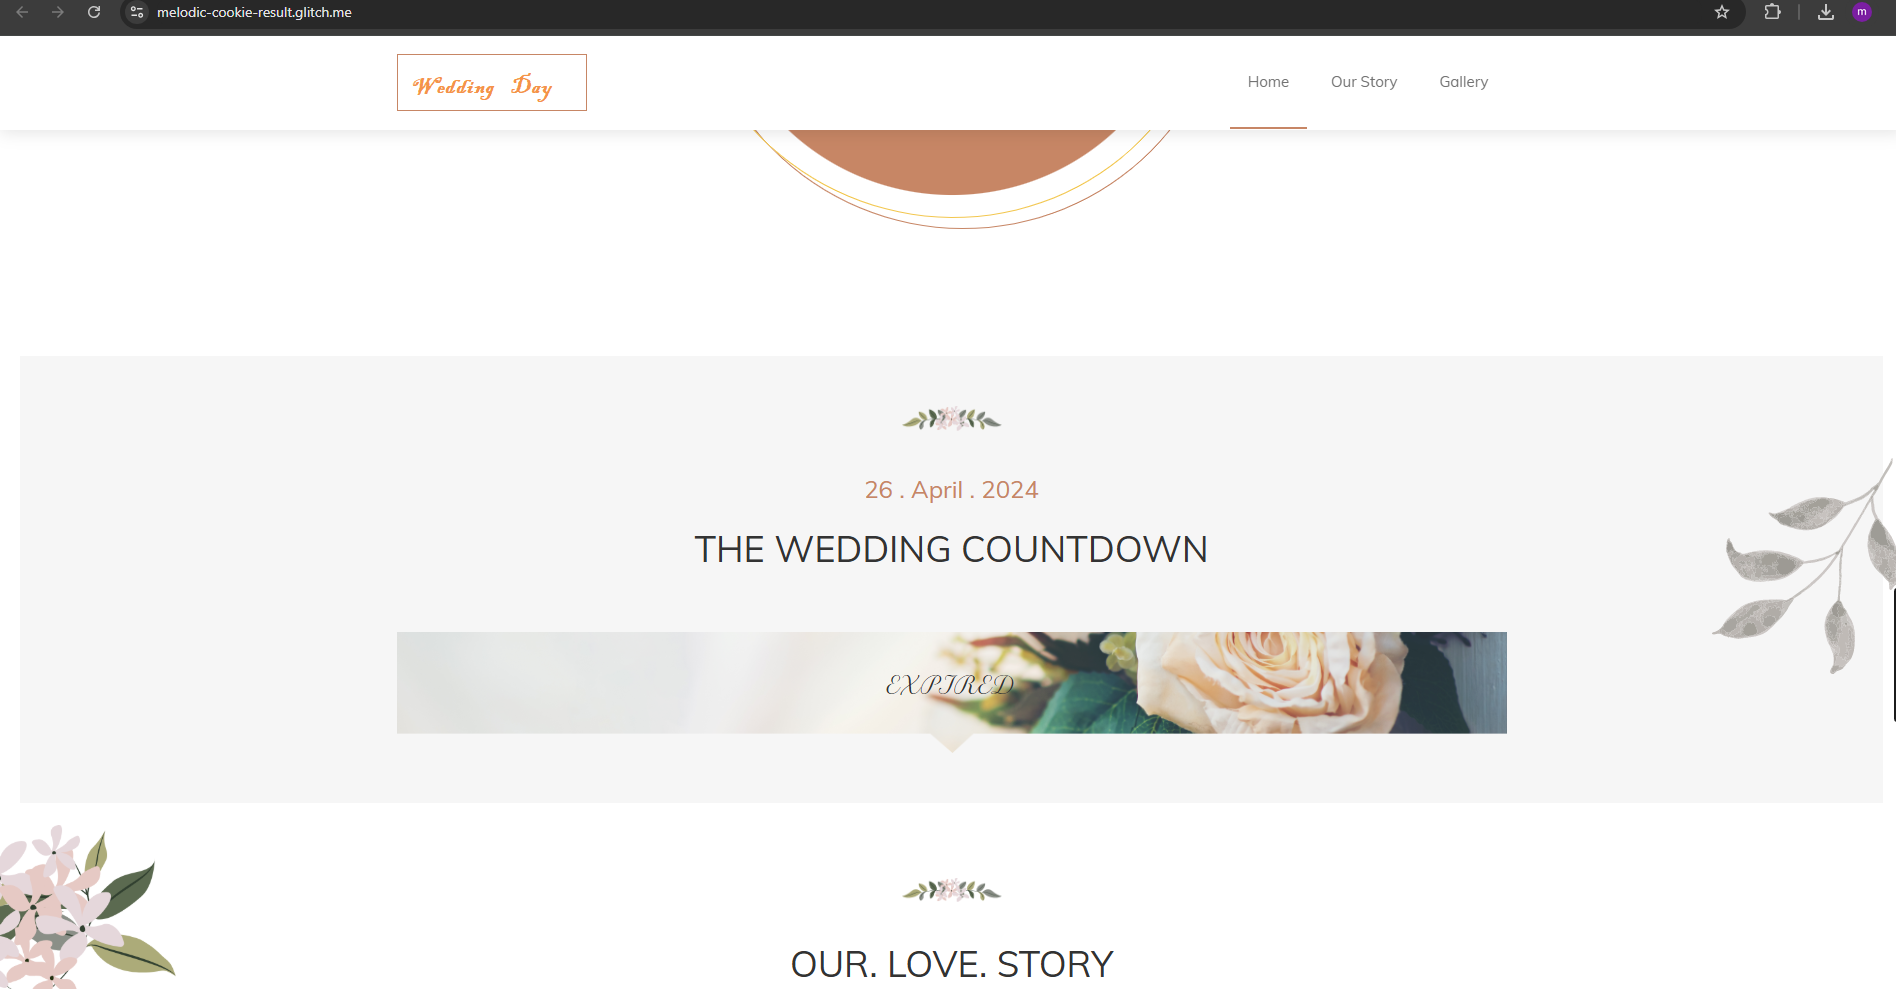 melodic-cookie-result.glitch.me
m
Wedding Day
Home
Our Story
Gallery
26 . April . 2024
THE WEDDING COUNTDOWN
EXPIRED
OUR. LOVE. STORY